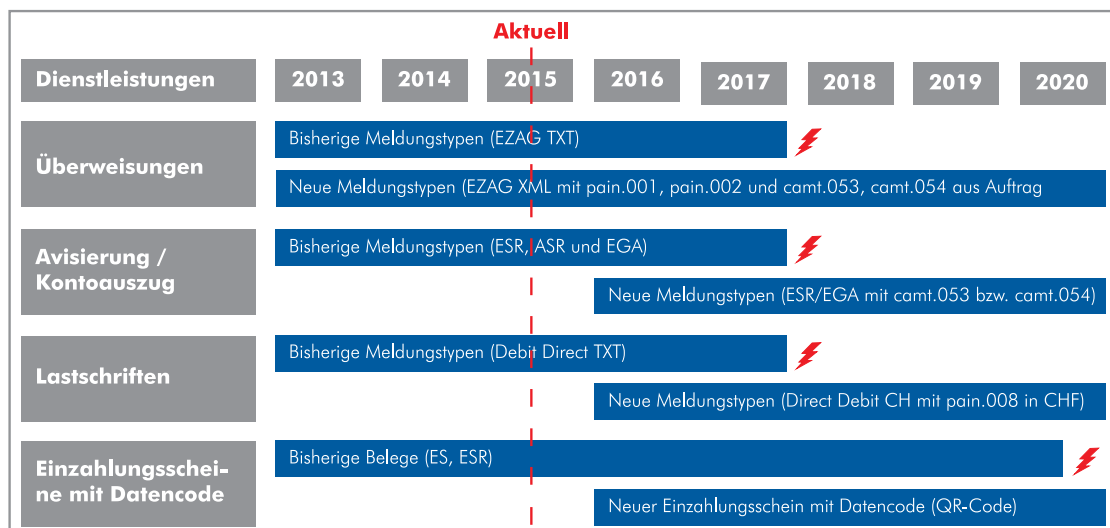 Aktuell
Dienstleistungen 2013 2014 2015 2016 2017 2018 2019 2020
Überweisungen
Bisherige Meldungstypen (EZAG TXT)
Neue Meldungstypen (EZAG XML mit pain.001, pain.002 und camt.053, camt.054 aus Auftrag
Avisierung /
Kontoauszug
Bisherige Meldungstypen (ESR, ASR und EGA)
Neue Meldungstypen (ESR/EGA mit camt.053 bzw. camt.054)
Lastschriften
Bisherige Meldungstypen (Debit Direct TXT)
Neue Meldungstypen (Direct Debit CH mit pain.008 in CHF)
Einzahlungsschei-
ne mit Datencode
Bisherige Belege (ES, ESR)
Neuer Einzahlungsschein mit Datencode (QR-Code)